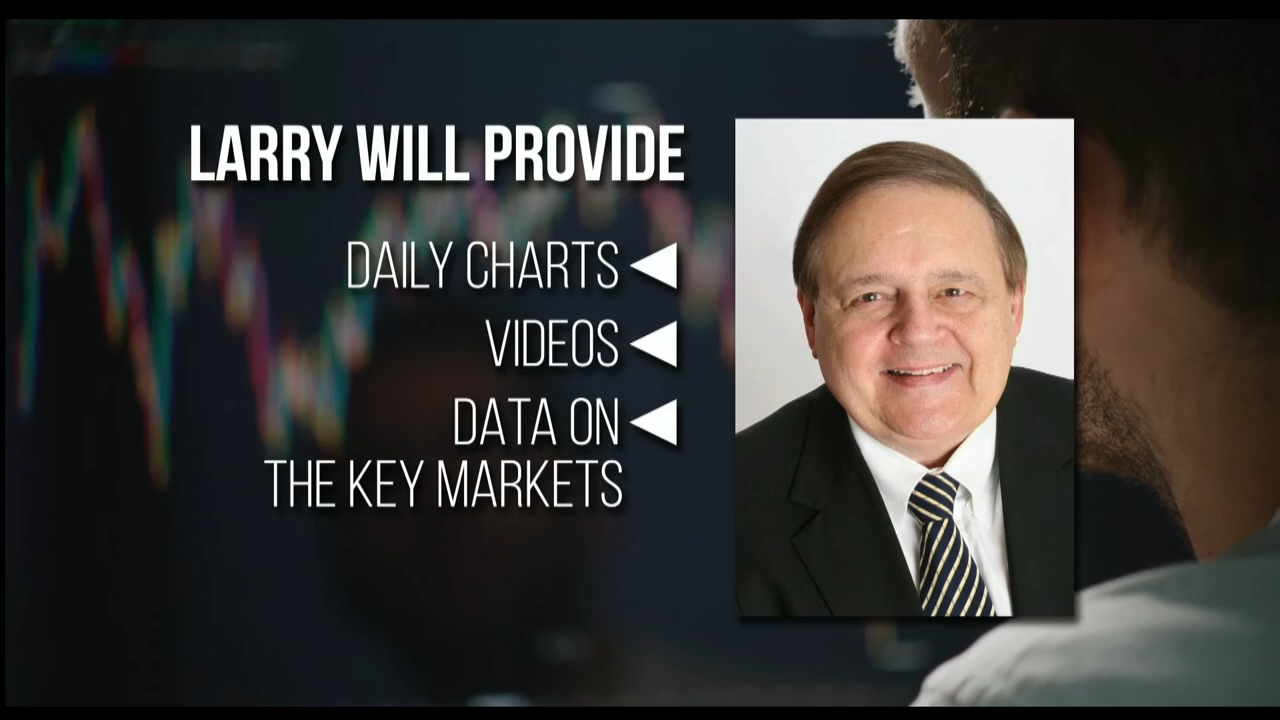 LARRY WILL PROVIDE
DAILY CHARTS
VIDEOS
DATA ON
THE KEY MARKETS